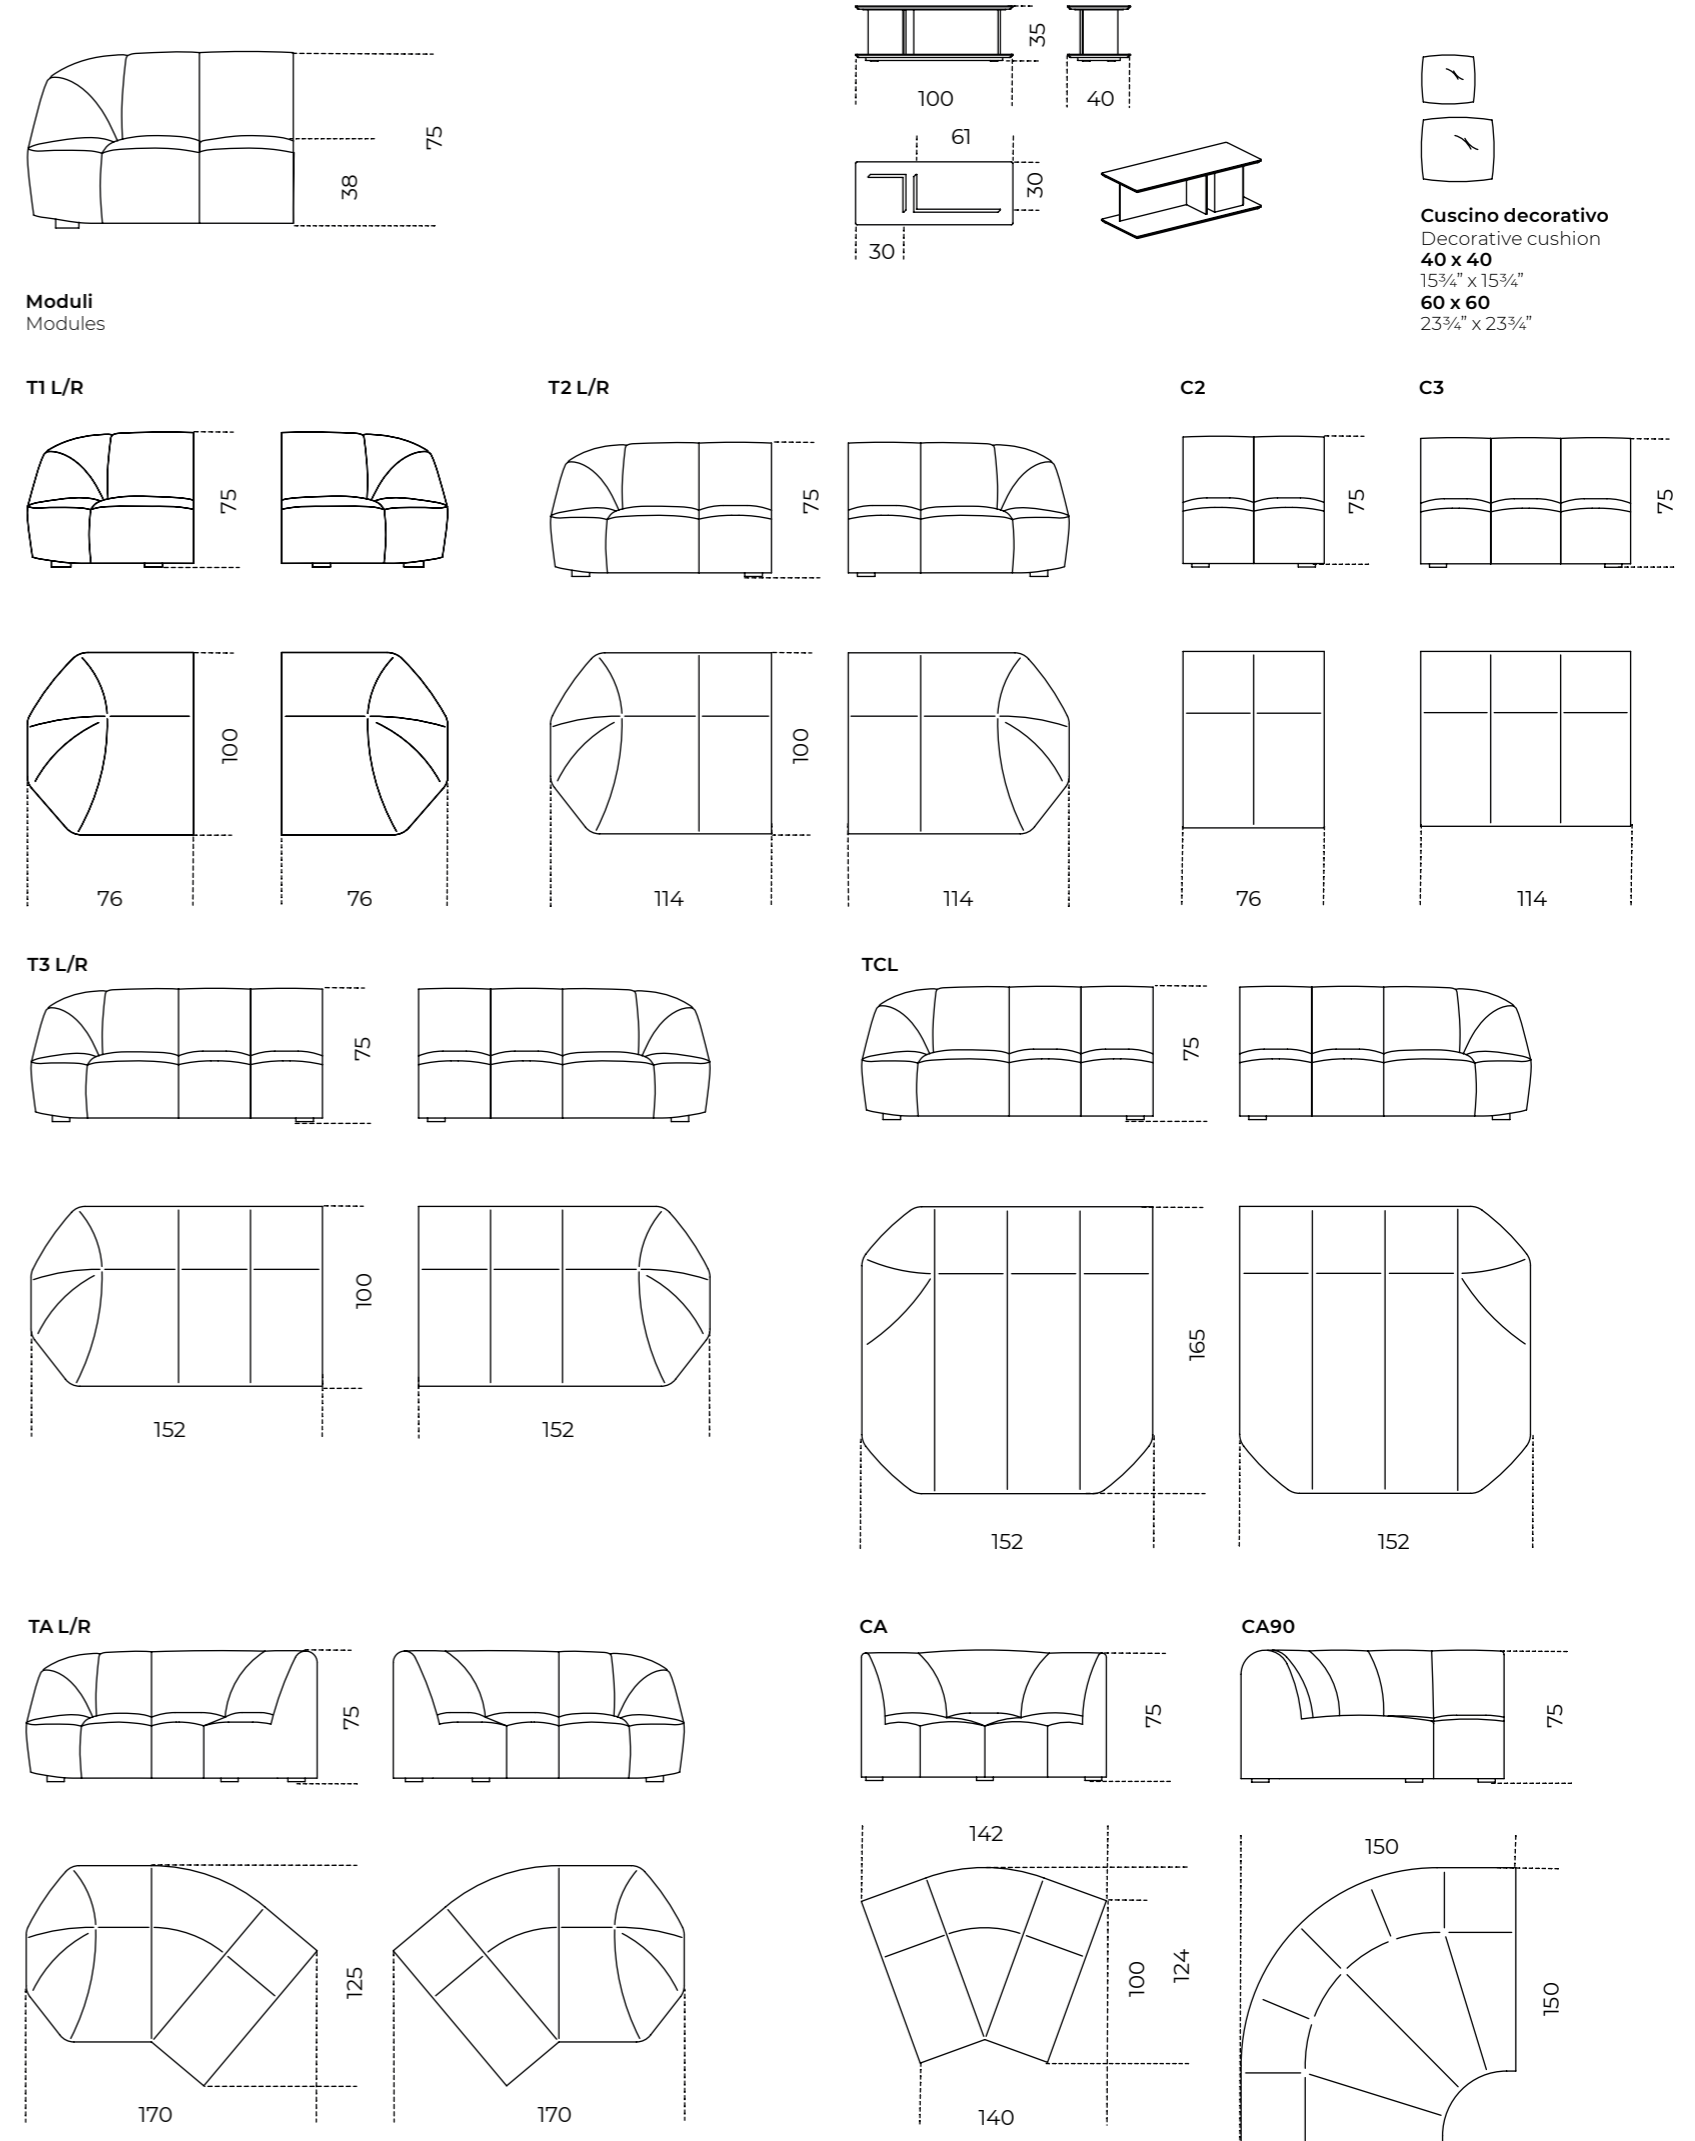 75
38
35
100
40
61
30
30
Cuscino decorativo
Decorative cushion
40 x 40
15¾” x 15¾”
60 x 60
23¾” x 23¾”
Moduli
Modules
T1 L/R
T2 L/R
C2
C3
75
75
75
75
100
100
76
76
114
114
76
114
T3 L/R
TCL
75
75
100
165
152
152
152
152
TA L/R
CA
CA90
75
75
75
142
150
125
100
124
150
170
170
140